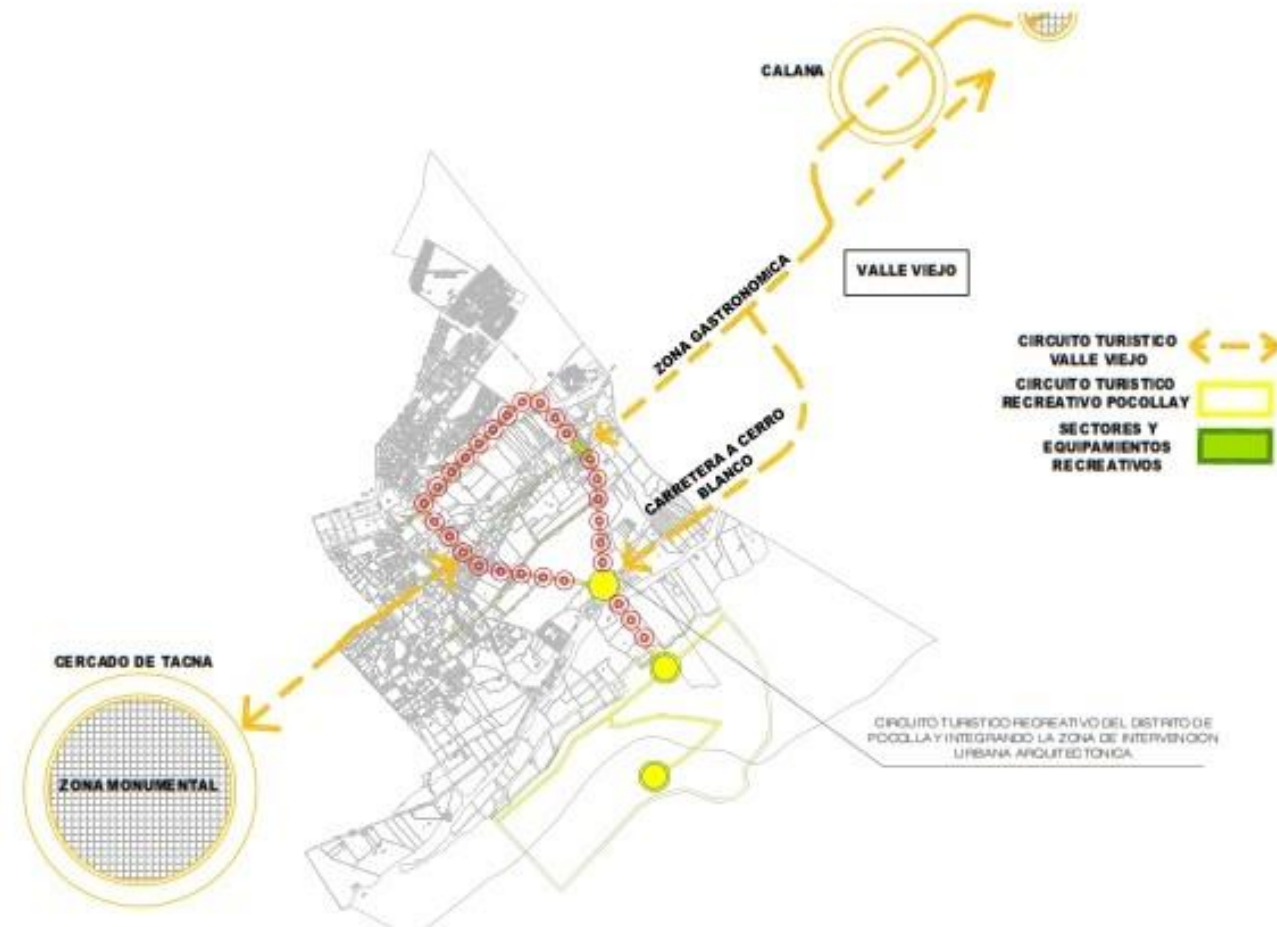 CALANA
ZONA GASTRONOMICA
VALLE VIEJO
CIRCUITO TURISTICO
VALLE VIEJO
CIRCUITO TURISTICO
RECREATIVO POCOLLAY
SECTORES Y
EQUIPAMIENTOS
RECREATIVOS
CARRETERA A CERRO
BLANCO
CERCADO DE TACNA
ZONA MONUMENTAL
CIRCUITO TURISTICO RECREATIVO DEL DISTRITO DE
POCOLLAY INTEGRANDO LA ZONA DE INTERVENCION
URBANA ARQUITECTONICA